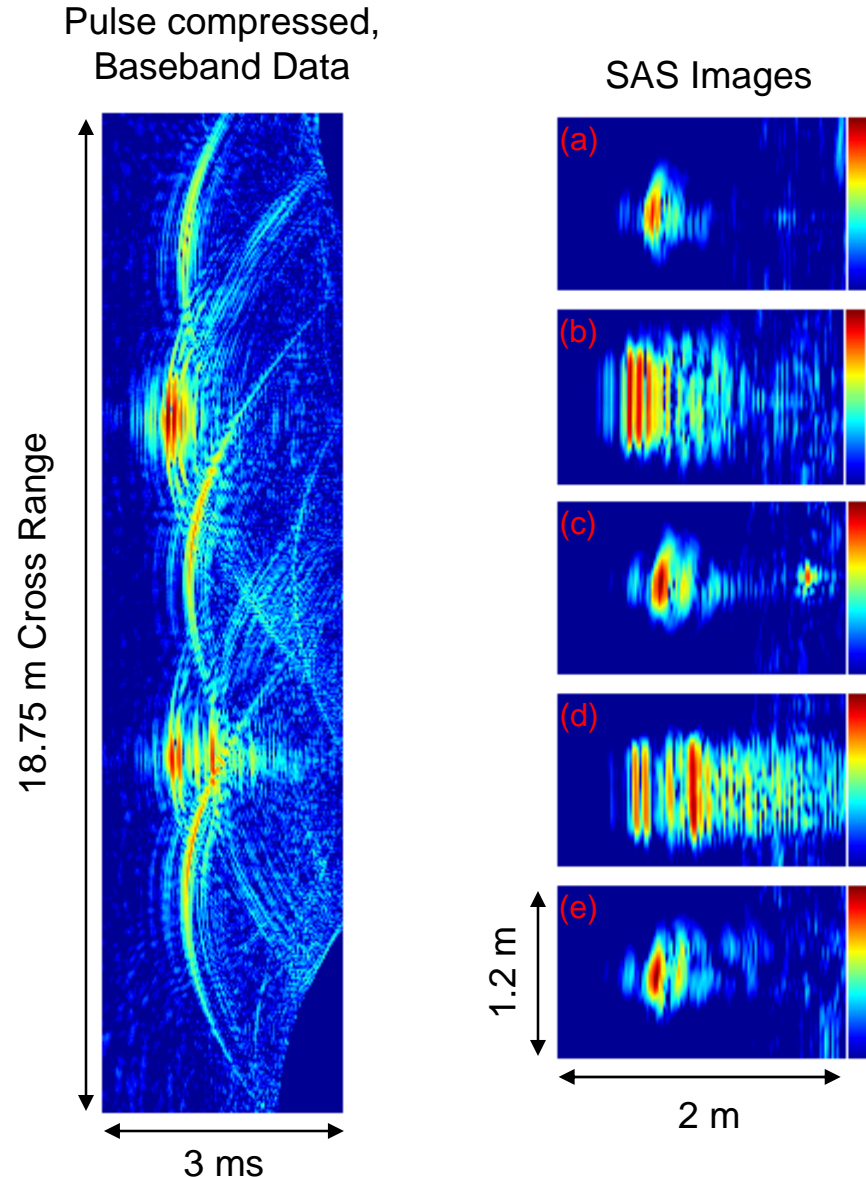 Pulse compressed,
Baseband Data
SAS Images
18.75 m Cross Range
3 ms
(a)
(b)
(c)
(d)
(e)
1.2 m
2 m